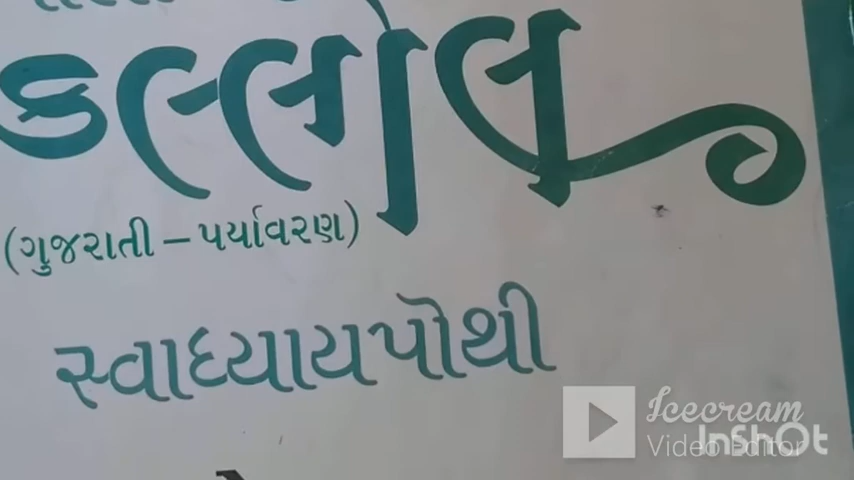 કલ્લોલ
(ગુજરાતી – પર્યાવરણ)
સ્વાધ્યાયપોથી
Icecream
Video Editor
InShOt